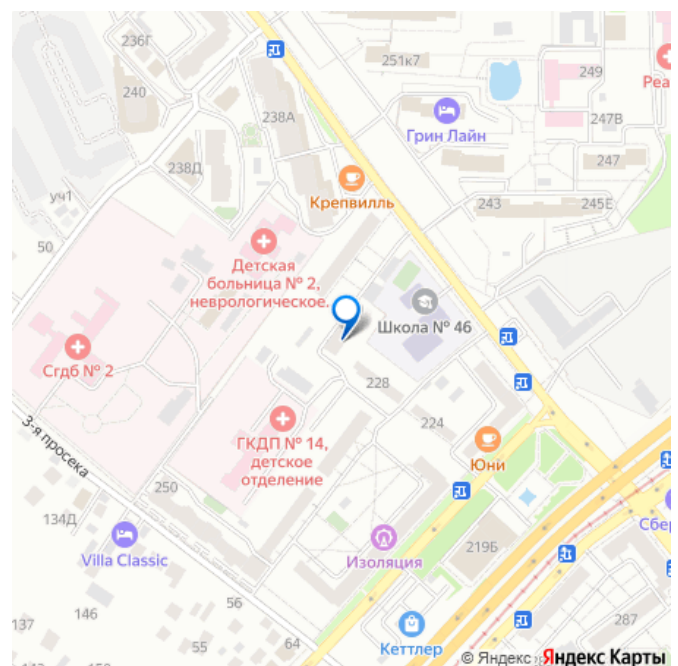 236Г
251к7
249
Реа
240
238А
247В
Грин Лайн
238Д
247
уч1
Крепвилль
243
245Е
50
Детская
больница № 2,
неврологическое.
Школа № 46
Сгдб № 2
228
224
3-я просека
ГКДП № 14,
детское
отделение
Юни
250
134Д
Сбер
Villa Classic
Изоляция
219Б
146
56
287
55
64
Кеттлер
© Яндекс Яндекс Карты